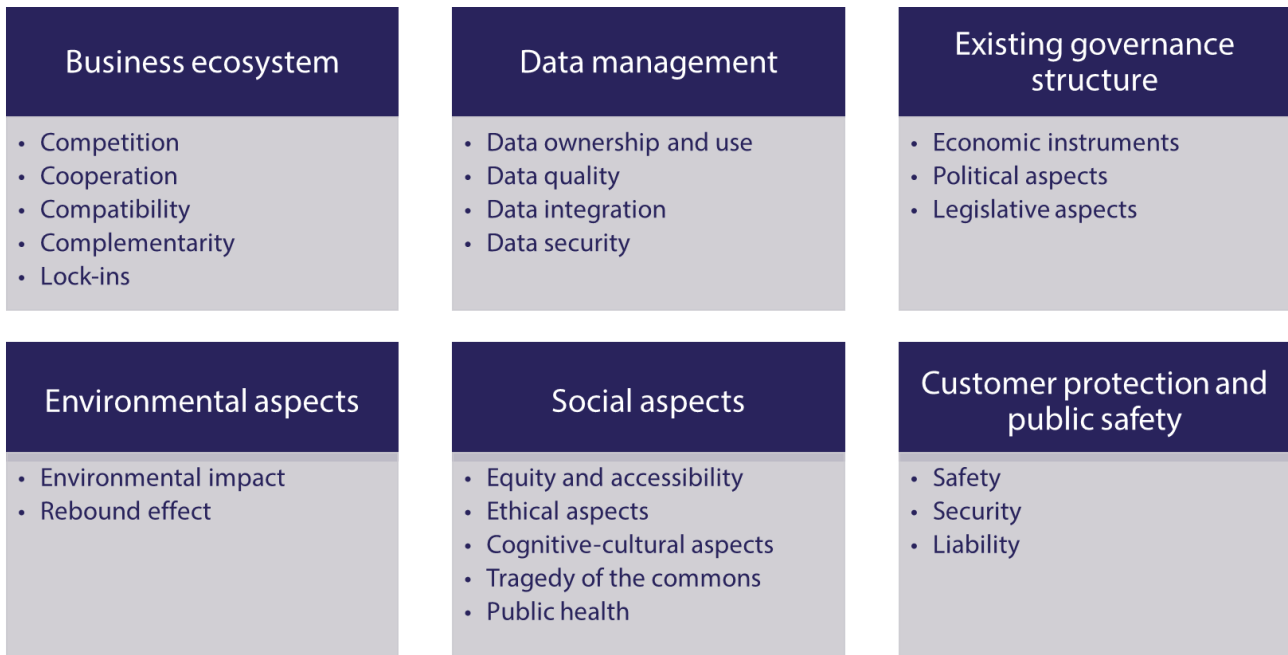 Business ecosystem
• Competition
• Cooperation
• Compatibility
• Complementarity
• Lock-ins
Data management
• Data ownership and use
• Data quality
• Data integration
• Data security
Existing governance
structure
• Economic instruments
• Political aspects
• Legislative aspects
Environmental aspects
• Environmental impact
• Rebound effect
Social aspects
• Equity and accessibility
• Ethical aspects
• Cognitive-cultural aspects
• Tragedy of the commons
• Public health
Customer protection and
public safety
• Safety
• Security
• Liability